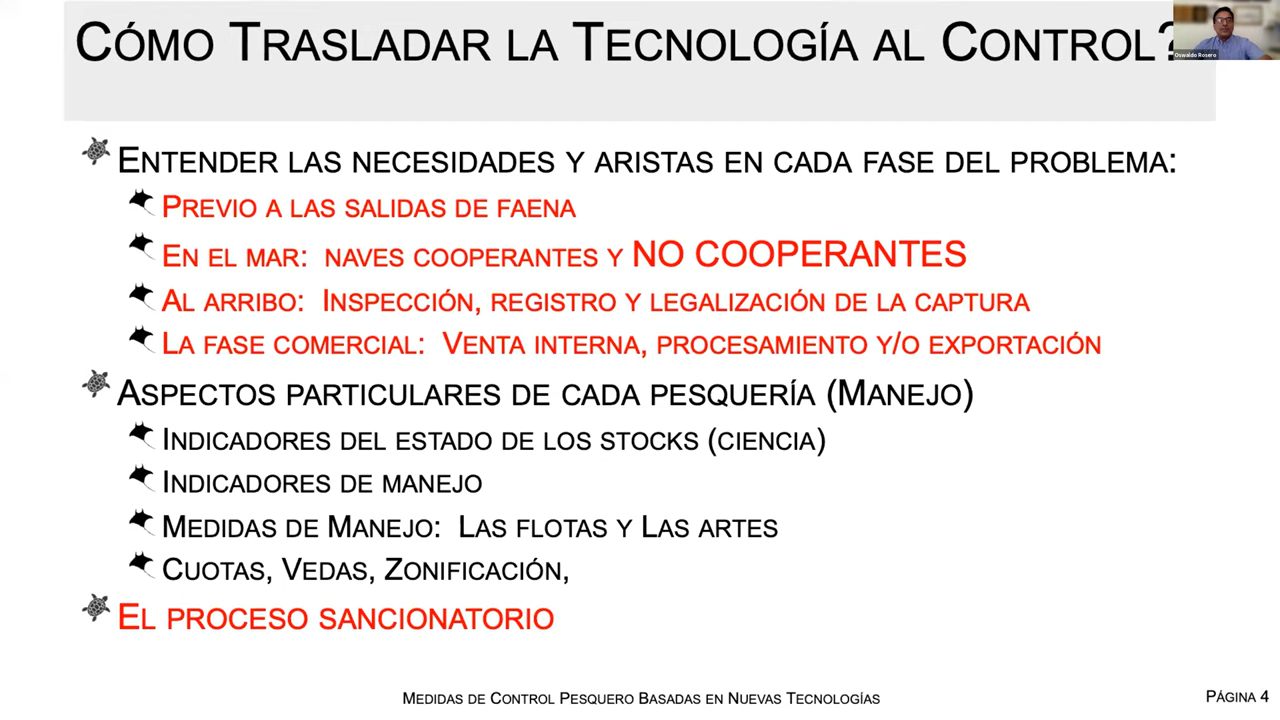 CÓMO TRASLADAR LA TECNOLOGÍA AL CONTROL?
Oswaldo Rosero
ENTENDER LAS NECESIDADES Y ARISTAS EN CADA FASE DEL PROBLEMA:
PREVIO A LAS SALIDAS DE FAENA
EN EL MAR: NAVES COOPERANTES Y NO COOPERANTES
AL ARRIBO: INSPECCIÓN, REGISTRO Y LEGALIZACIÓN DE LA CAPTURA
LA FASE COMERCIAL: VENTA INTERNA, PROCESAMIENTO Y/O EXPORTACIÓN
ASPECTOS PARTICULARES DE CADA PESQUERÍA (MANEJO)
INDICADORES DEL ESTADO DE LOS STOCKS (CIENCIA)
INDICADORES DE MANEJO
MEDIDAS DE MANEJO: LAS FLOTAS Y LAS ARTES
CUOTAS, VEDAS, ZONIFICACIÓN,
EL PROCESO SANCIONATORIO
MEDIDAS DE CONTROL PESQUERO BASADAS EN NUEVAS TECNOLOGÍAS
PÁGINA 4